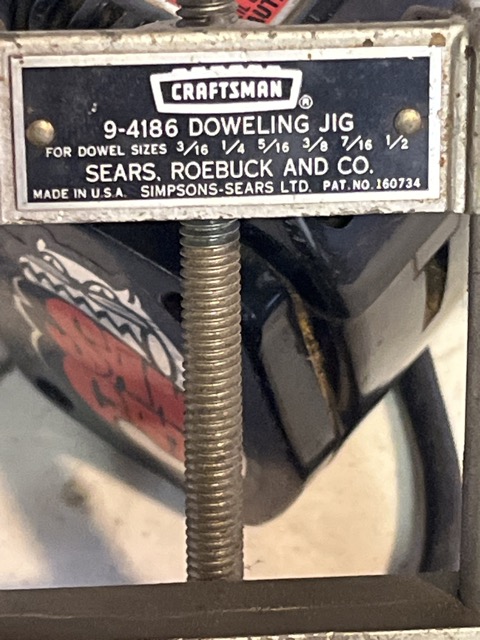 CRAFTSMAN®
9-4186 DOWELING JIG
FOR DOWEL SIZES 3/16 1/4 5/16 3/8 7/16 1/2
SEARS, ROEBUCK AND CO.
MADE IN U.S.A. SIMPSONS-SEARS LTD. PAT. NO. 160734